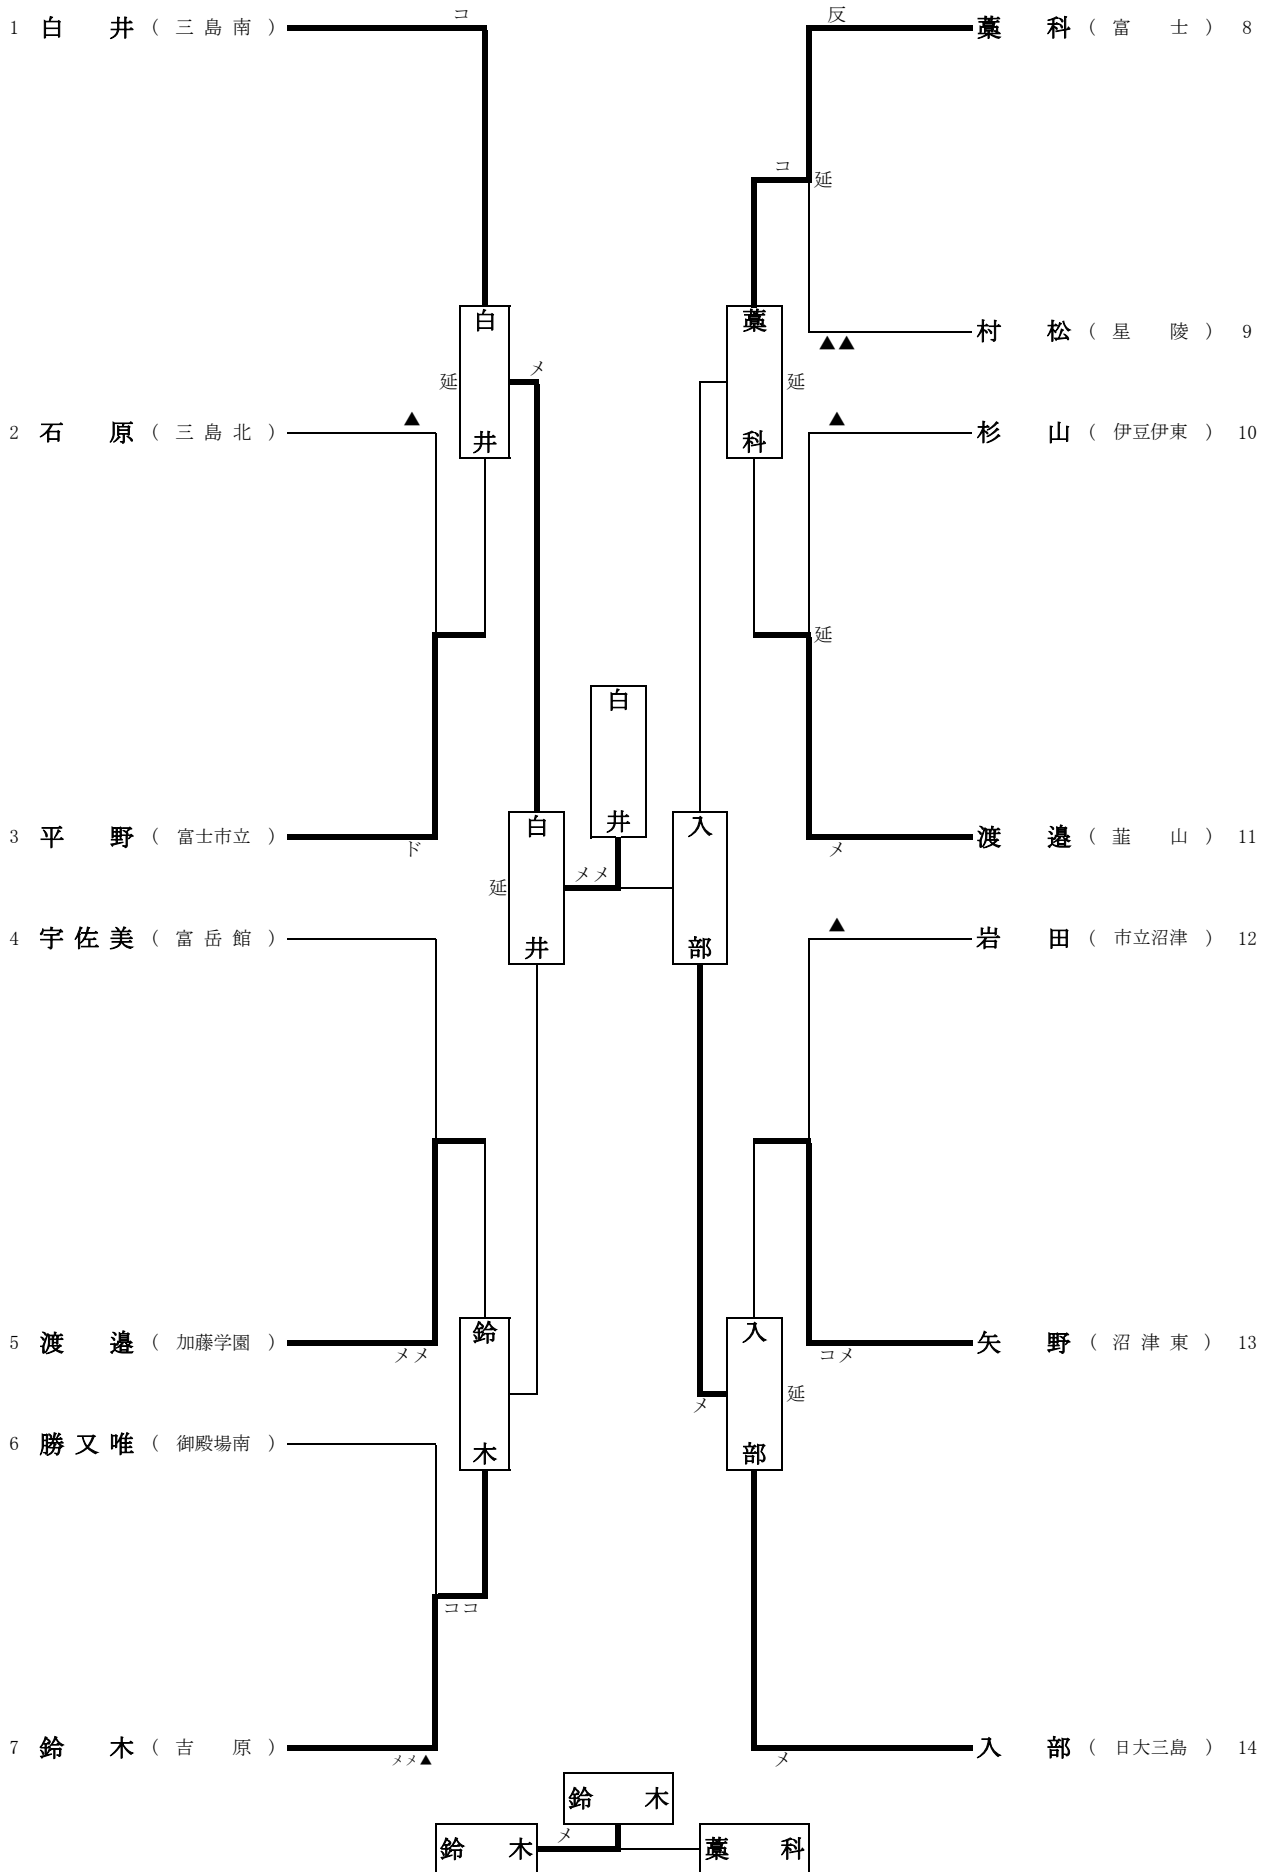 コ
反
1 白井 ( 三島南 )
藁科 ( 富士 ) 8
コ
延
白井
藁科
村松 ( 星陵 ) 9
▲▲
延
メ
延
2 石原 ( 三島北 )
▲
▲
杉山 ( 伊豆伊東 ) 10
延
白井
3 平野 ( 富士市立 )
ド
白井
入部
メ
渡邉 ( 韮山 ) 11
延
メメ
4 宇佐美 ( 富岳館 )
▲
岩田 ( 市立沼津 ) 12
鈴木
入部
5 渡邉 ( 加藤学園 )
メメ
コメ
矢野 ( 沼津東 ) 13
メ
延
6 勝又唯 ( 御殿場南 )
ココ
7 鈴木 ( 吉原 )
メメ▲
メ
入部 ( 日大三島 ) 14
鈴木
鈴木
メ
藁科